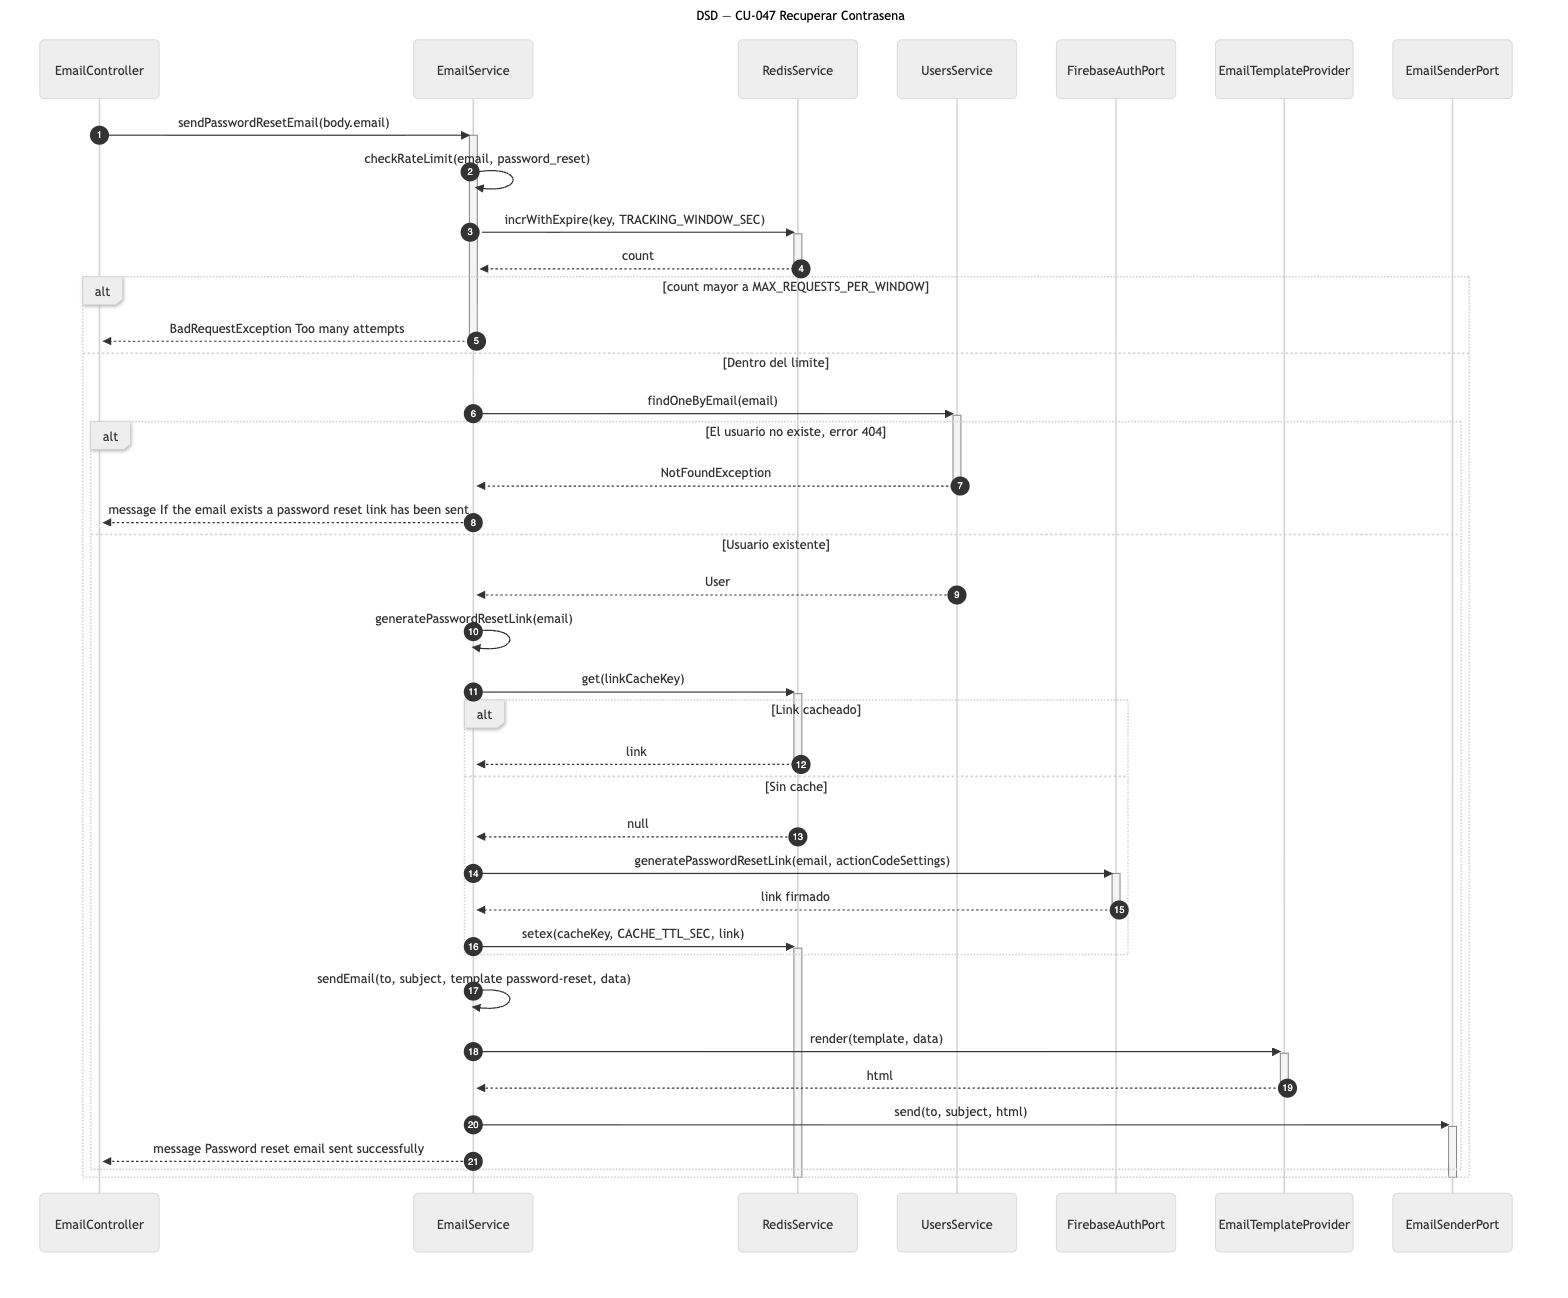 DSD — CU-047 Recuperar Contrasena
EmailController
EmailService
RedisService
UsersService
FirebaseAuthPort
EmailTemplateProvider
EmailSenderPort
sendPasswordResetEmail(body.email)
1
checkRateLimit(email, password_reset)
2
incrWithExpire(key, TRACKING_WINDOW_SEC)
3
count
4
alt
[count mayor a MAX_REQUESTS_PER_WINDOW]
BadRequestException Too many attempts
5
[Dentro del limite]
findOneByEmail(email)
6
alt
[El usuario no existe, error 404]
NotFoundException
7
message If the email exists a password reset link has been sent
8
[Usuario existente]
User
9
generatePasswordResetLink(email)
10
get(linkCacheKey)
11
alt
[Link cacheado]
link
12
[Sin cache]
null
13
generatePasswordResetLink(email, actionCodeSettings)
14
link firmado
15
setex(cacheKey, CACHE_TTL_SEC, link)
16
sendEmail(to, subject, template password-reset, data)
17
render(template, data)
18
html
19
send(to, subject, html)
20
message Password reset email sent successfully
21
EmailController
EmailService
RedisService
UsersService
FirebaseAuthPort
EmailTemplateProvider
EmailSenderPort